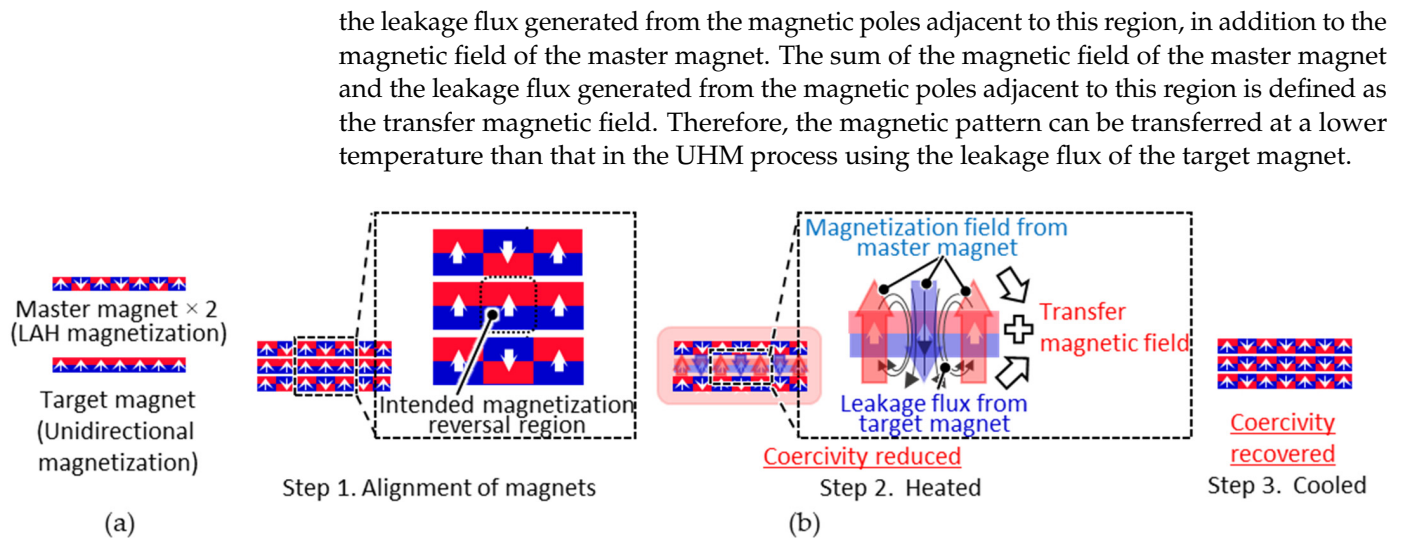 the leakage flux generated from the magnetic poles adjacent to this region, in addition to the
magnetic field of the master magnet. The sum of the magnetic field of the master magnet
and the leakage flux generated from the magnetic poles adjacent to this region is defined as
the transfer magnetic field. Therefore, the magnetic pattern can be transferred at a lower
temperature than that in the UHM process using the leakage flux of the target magnet.
Master magnet × 2
(LAH magnetization)
Target magnet
(Unidirectional
magnetization)
(a)
Intended magnetization
reversal region
Step 1. Alignment of magnets
Magnetization field from
master magnet
Transfer
magnetic field
Leakage flux from
target magnet
Coercivity reduced
Step 2. Heated
(b)
Coercivity
recovered
Step 3. Cooled